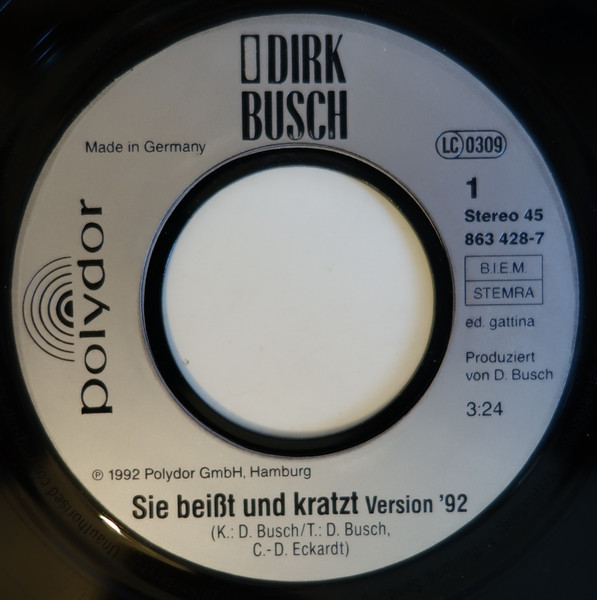 DIRK
BUSCH
Made in Germany
LC 0309
1
Stereo 45
863 428-7
B.I.E.M.
STEMRA
ed. gattina
Produziert
von D. Busch
3:24
polydor
℗ 1992 Polydor GmbH, Hamburg
Sie beißt und kratzt Version ’92
(K.: D. Busch/T.: D. Busch,
C.-D. Eckardt)
Unauthorised